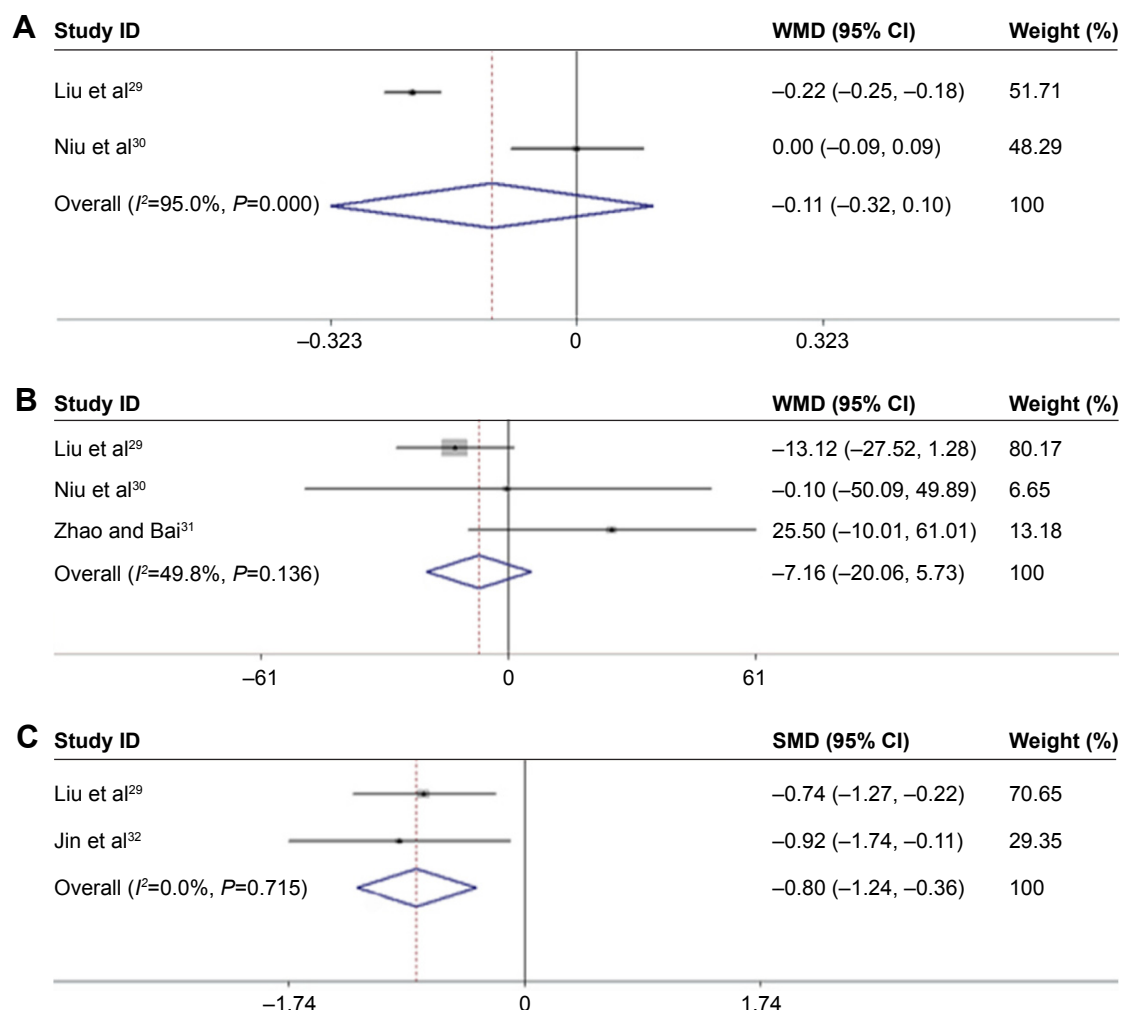 A Study ID WMD (95% CI) Weight (%)
Liu et al²⁹ –0.22 (–0.25, –0.18) 51.71
Niu et al³⁰ 0.00 (–0.09, 0.09) 48.29
Overall (I²=95.0%, P=0.000) –0.11 (–0.32, 0.10) 100
–0.323 0 0.323
B Study ID WMD (95% CI) Weight (%)
Liu et al²⁹ –13.12 (–27.52, 1.28) 80.17
Niu et al³⁰ –0.10 (–50.09, 49.89) 6.65
Zhao and Bai³¹ 25.50 (–10.01, 61.01) 13.18
Overall (I²=49.8%, P=0.136) –7.16 (–20.06, 5.73) 100
–61 0 61
C Study ID SMD (95% CI) Weight (%)
Liu et al²⁹ –0.74 (–1.27, –0.22) 70.65
Jin et al³² –0.92 (–1.74, –0.11) 29.35
Overall (I²=0.0%, P=0.715) –0.80 (–1.24, –0.36) 100
–1.74 0 1.74